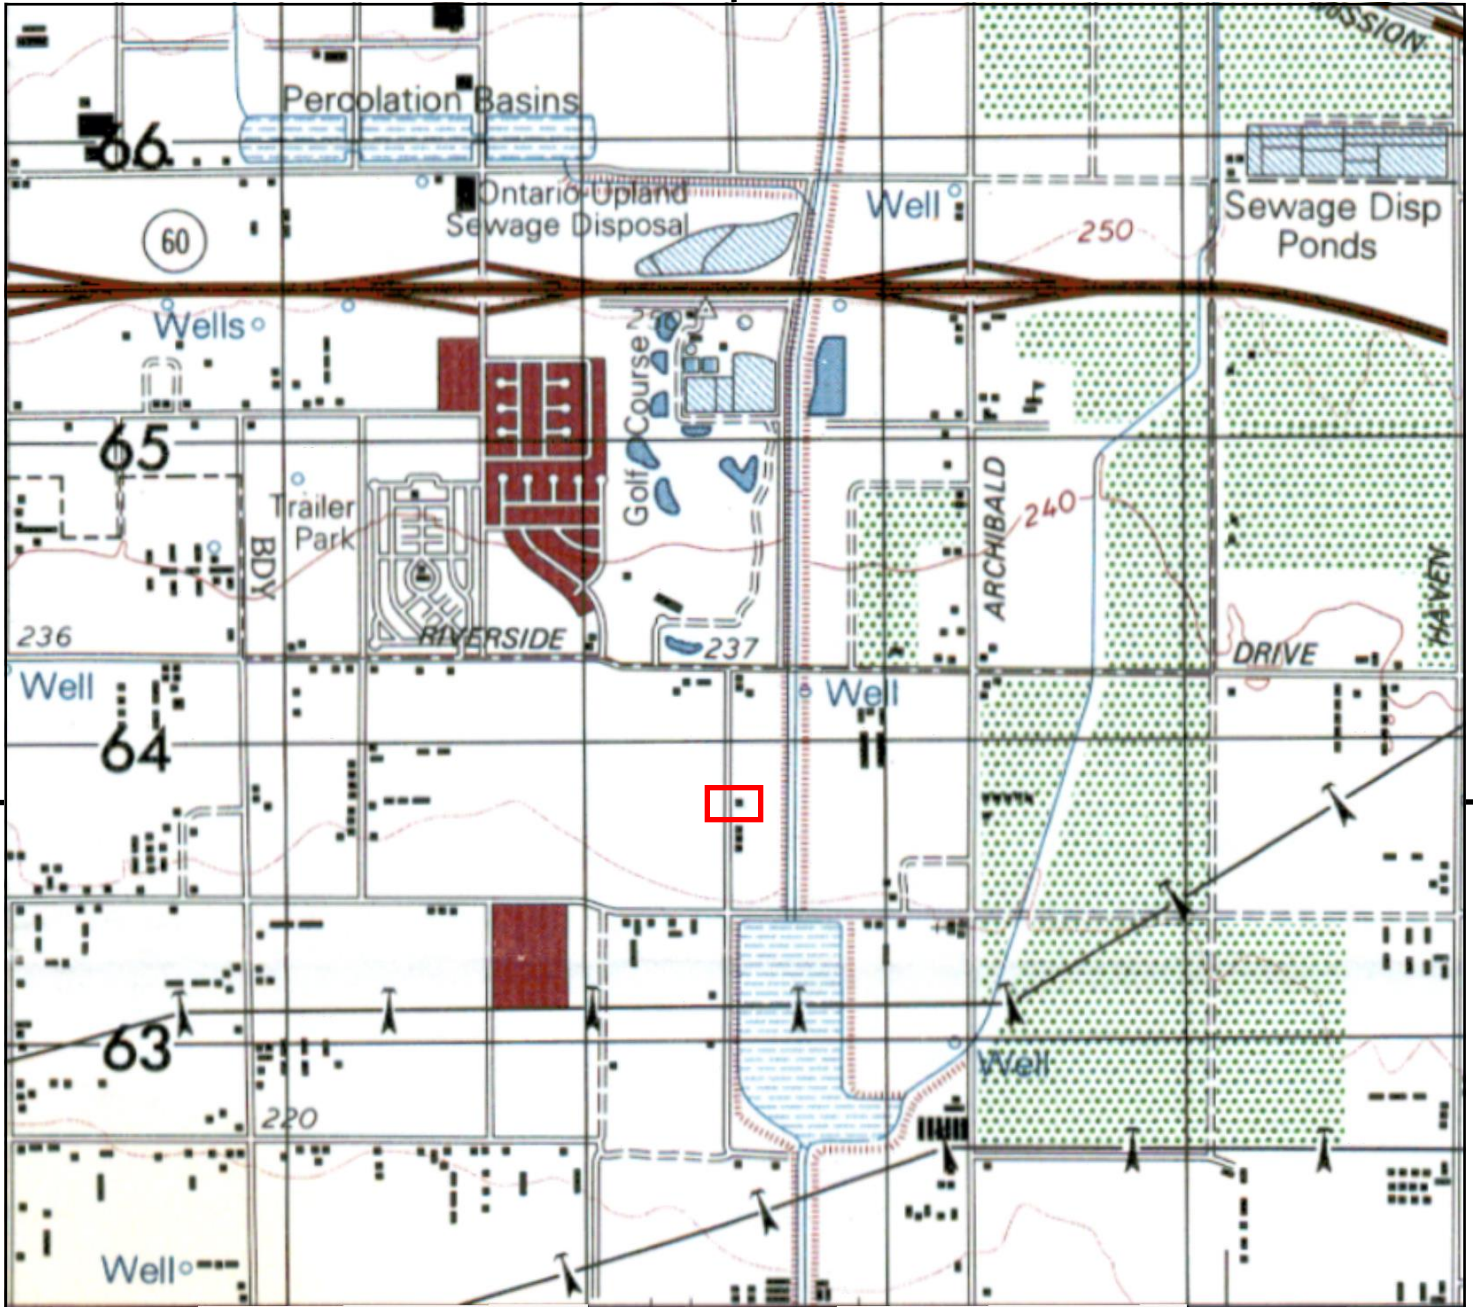 MISSION
Percolation Basins
66
Ontario-Upland
Sewage Disposal
Well
60
250
Sewage Disp
Ponds
Wells
Golf Course
65
Trailer
Park
BDY
ARCHIBALD
240
HAVEN
236
RIVERSIDE
237
DRIVE
Well
Well
64
63
Well
220
Well